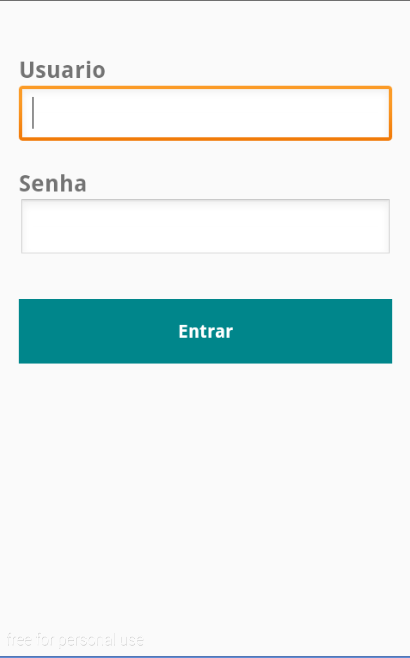 Usuario
Senha
Entrar
free for personal use